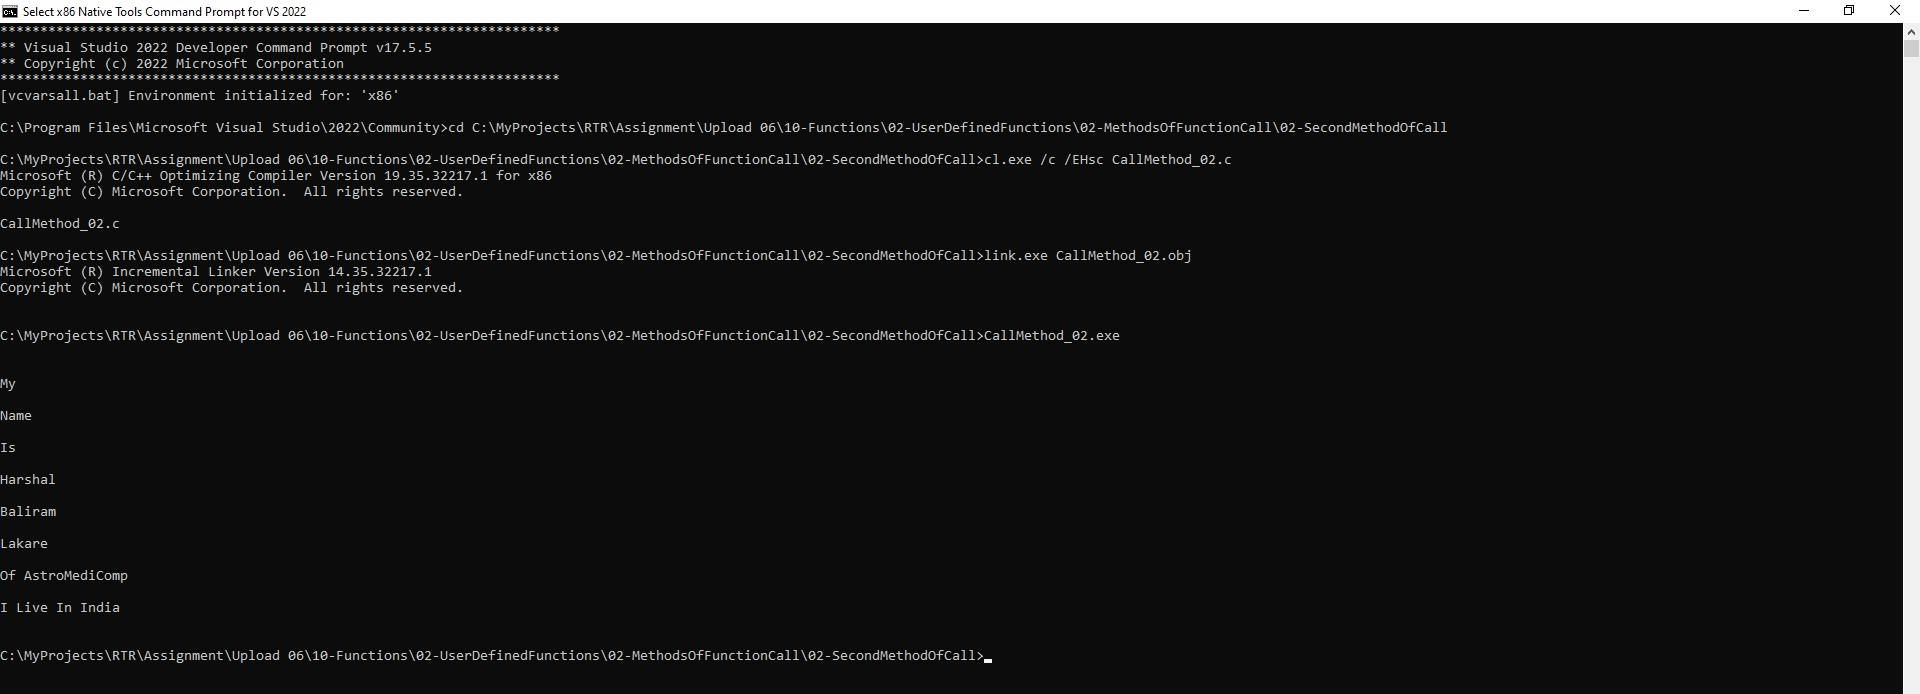 Select x86 Native Tools Command Prompt for VS 2022
**********************************************************************
** Visual Studio 2022 Developer Command Prompt v17.5.5
** Copyright (c) 2022 Microsoft Corporation
**********************************************************************
[vcvarsall.bat] Environment initialized for: 'x86'
C:\Program Files\Microsoft Visual Studio\2022\Community>cd C:\MyProjects\RTR\Assignment\Upload 06\10-Functions\02-UserDefinedFunctions\02-MethodsOfFunctionCall\02-SecondMethodOfCall
C:\MyProjects\RTR\Assignment\Upload 06\10-Functions\02-UserDefinedFunctions\02-MethodsOfFunctionCall\02-SecondMethodOfCall>cl.exe /c /EHsc CallMethod_02.c
Microsoft (R) C/C++ Optimizing Compiler Version 19.35.32217.1 for x86
Copyright (C) Microsoft Corporation.  All rights reserved.
CallMethod_02.c
C:\MyProjects\RTR\Assignment\Upload 06\10-Functions\02-UserDefinedFunctions\02-MethodsOfFunctionCall\02-SecondMethodOfCall>link.exe CallMethod_02.obj
Microsoft (R) Incremental Linker Version 14.35.32217.1
Copyright (C) Microsoft Corporation.  All rights reserved.
C:\MyProjects\RTR\Assignment\Upload 06\10-Functions\02-UserDefinedFunctions\02-MethodsOfFunctionCall\02-SecondMethodOfCall>CallMethod_02.exe
My
Name
Is
Harshal
Baliram
Lakare
Of AstroMediComp
I Live In India
C:\MyProjects\RTR\Assignment\Upload 06\10-Functions\02-UserDefinedFunctions\02-MethodsOfFunctionCall\02-SecondMethodOfCall>